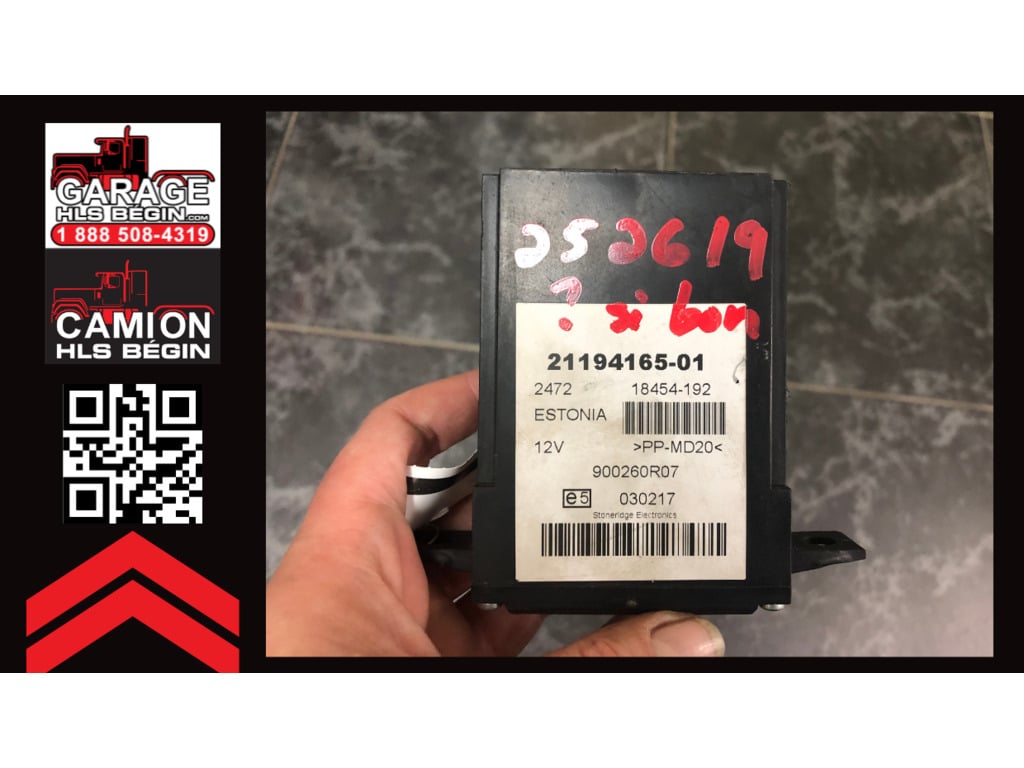 GARAGE
HLS BÉGIN.COM
1 888 508-4319
CAMION
HLS BÉGIN
252619
? si bon
21194165-01
2472 18454-192
ESTONIA
12V >PP-MD20<
900260R07
e5 030217
Stoneridge Electronics